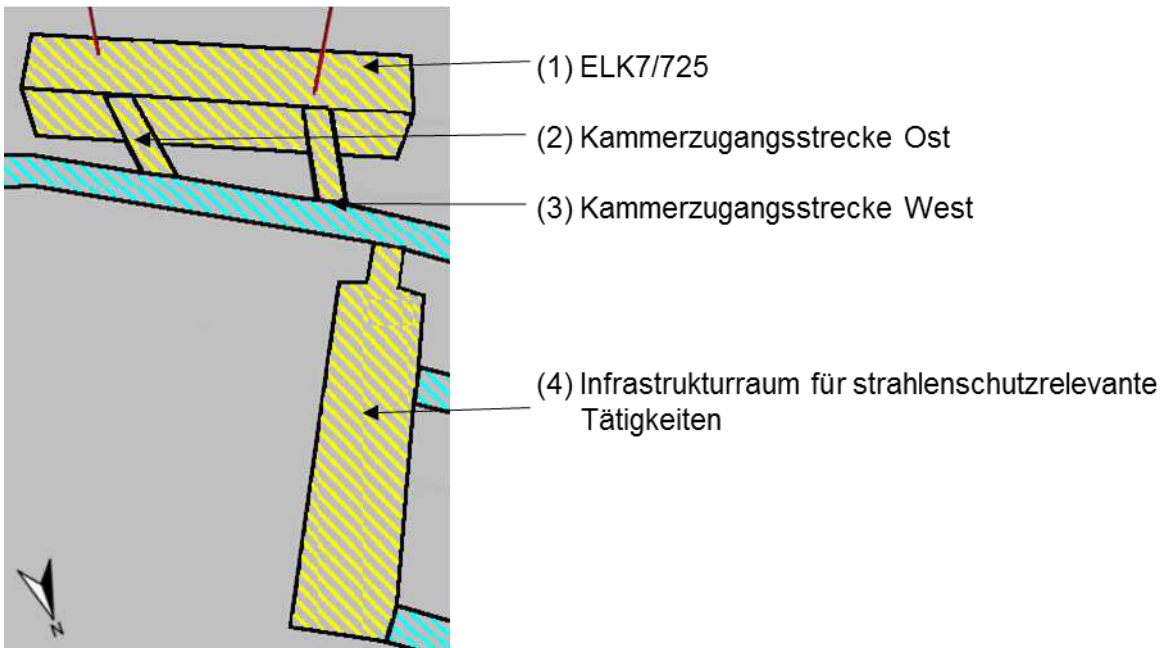 (1) ELK7/725
(2) Kammerzugangsstrecke Ost
(3) Kammerzugangsstrecke West
(4) Infrastrukturraum für strahlenschutzrelevante
Tätigkeiten
N